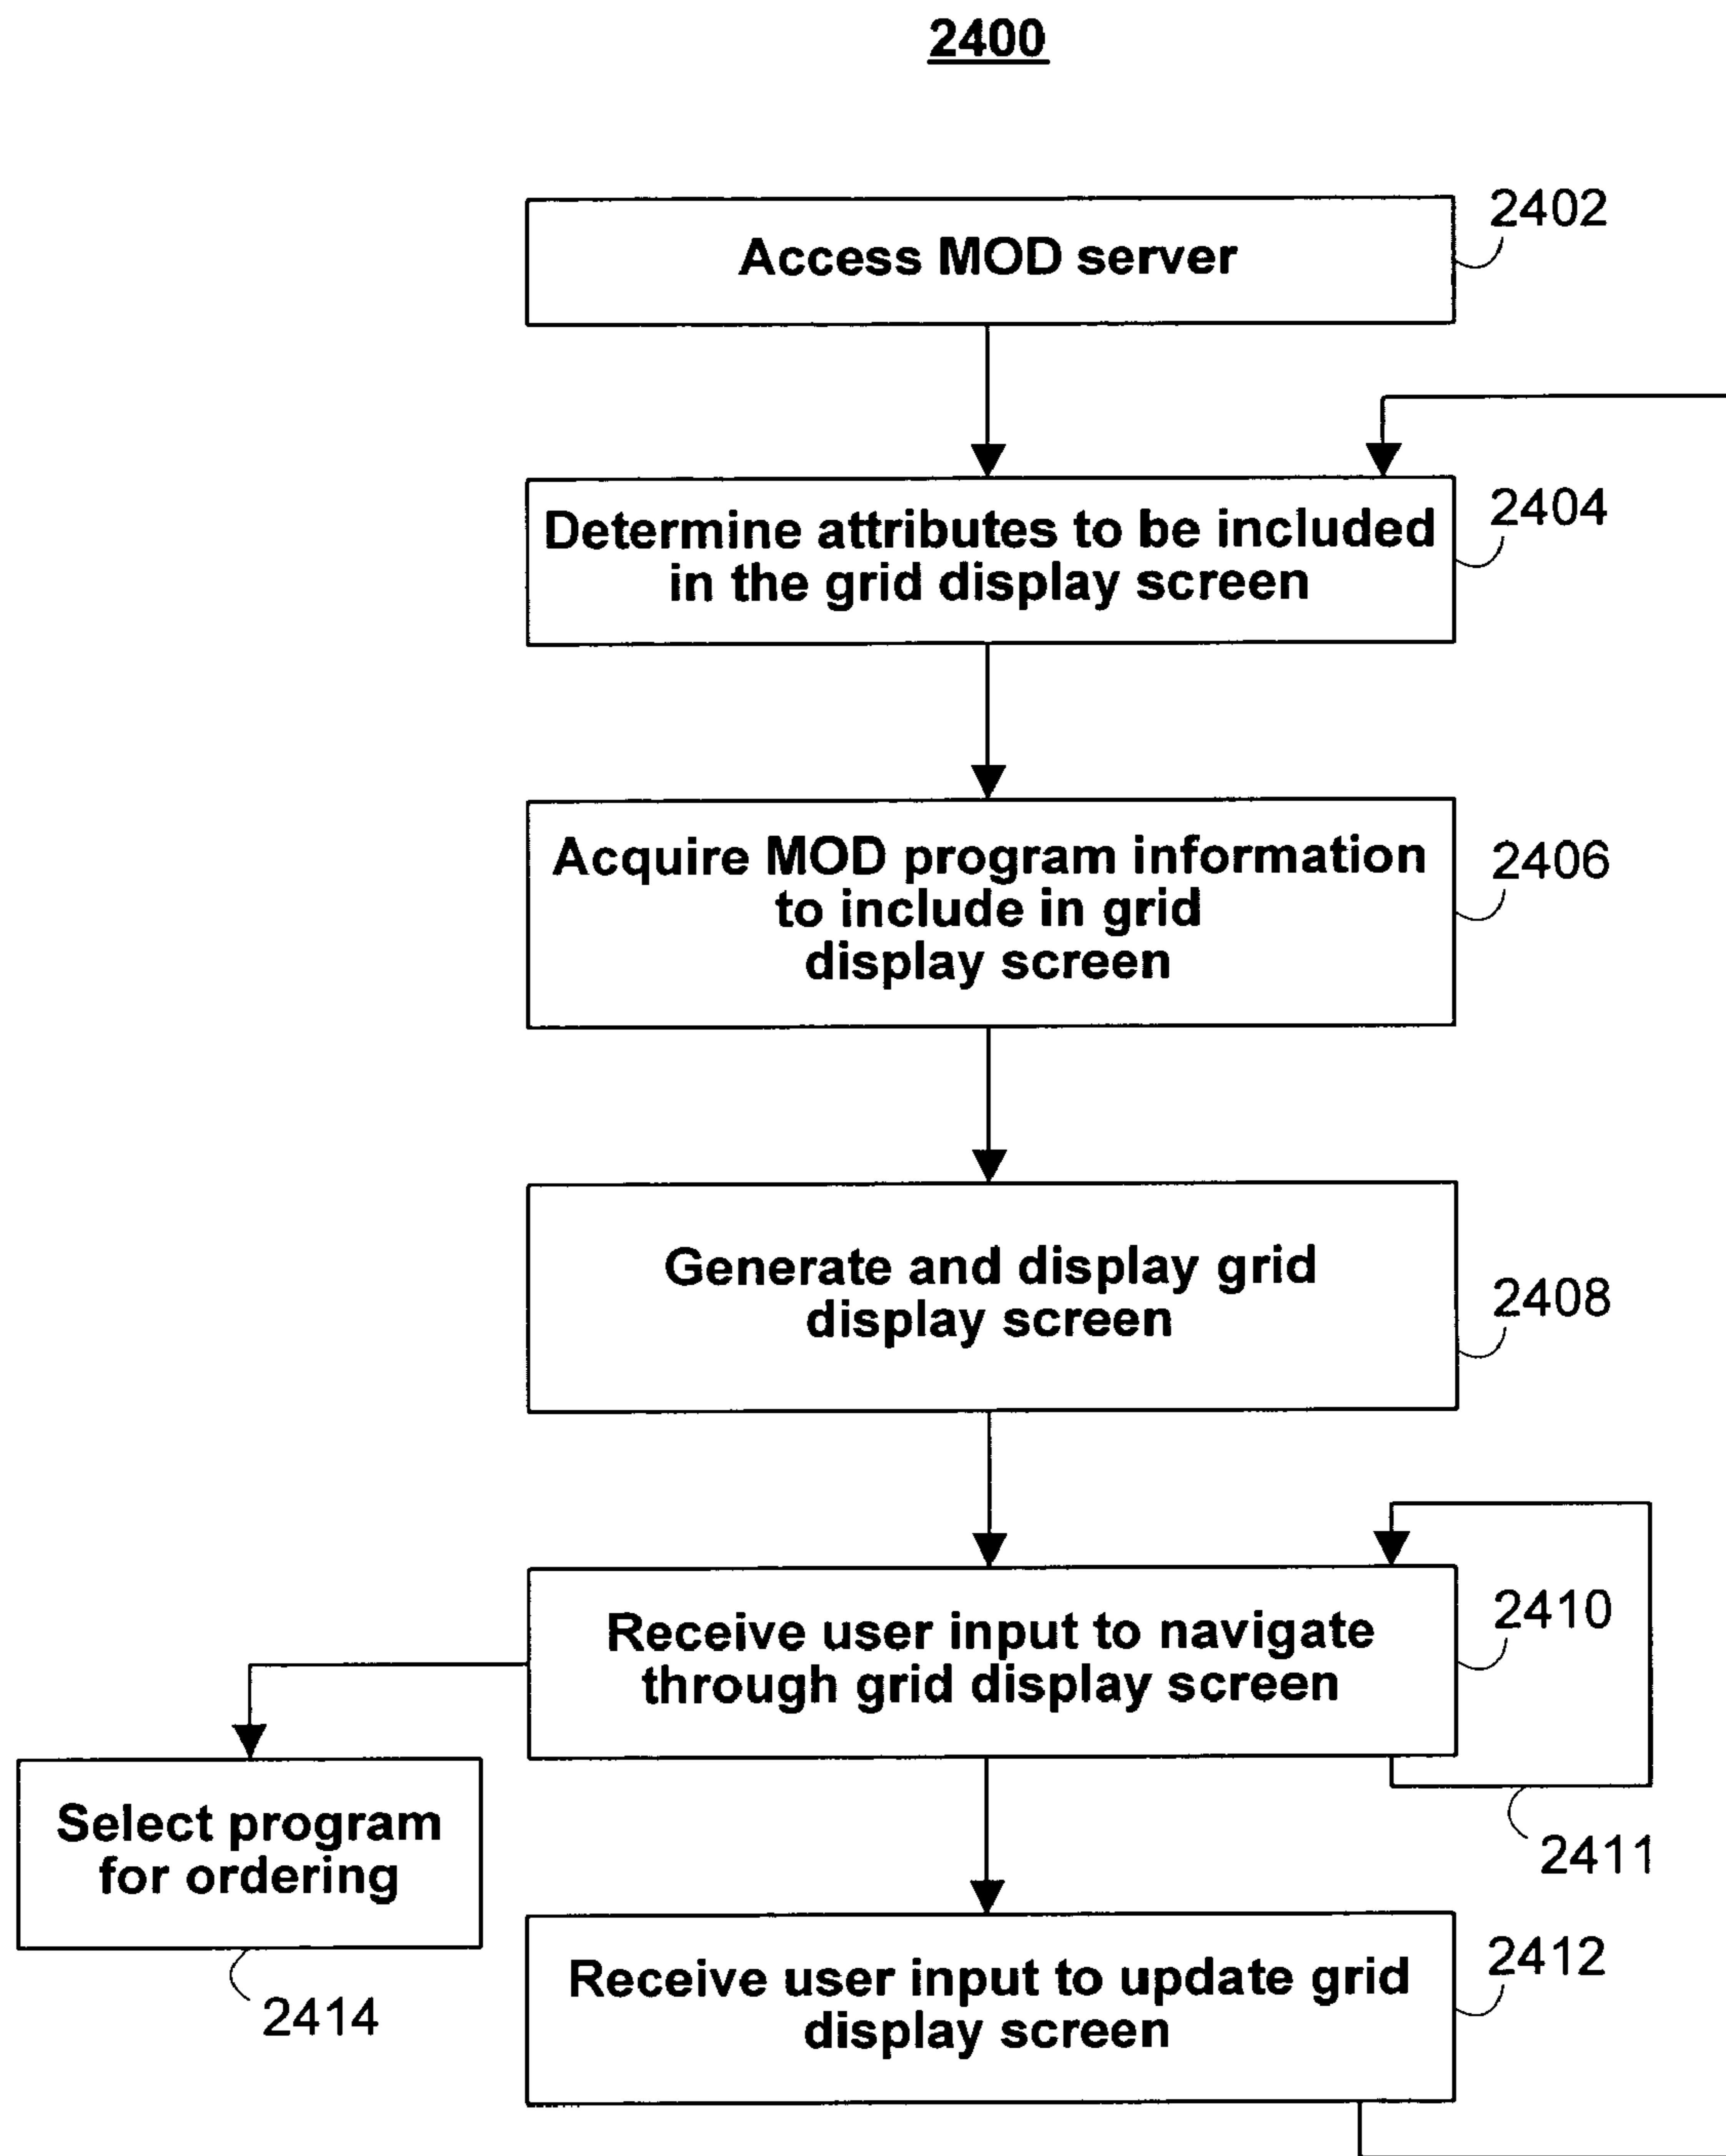 2400
2402
Access MOD server
2404
Determine attributes to be included
in the grid display screen
2406
Acquire MOD program information
to include in grid
display screen
Generate and display grid
2408
display screen
2410
Receive user input to navigate
through grid display screen
Select program
for ordering
2411
2412
Receive user input to update grid
display screen
2414